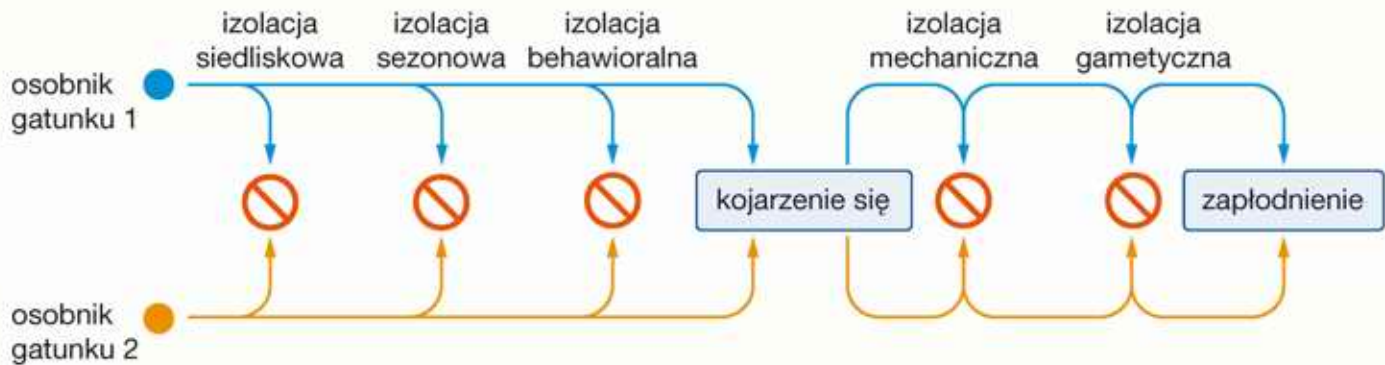 izolacja
siedliskowa
izolacja
sezonowa
izolacja
behawioralna
izolacja
mechaniczna
izolacja
gametyczna
osobnik
gatunku 1
kojarzenie się
zapłodnienie
osobnik
gatunku 2